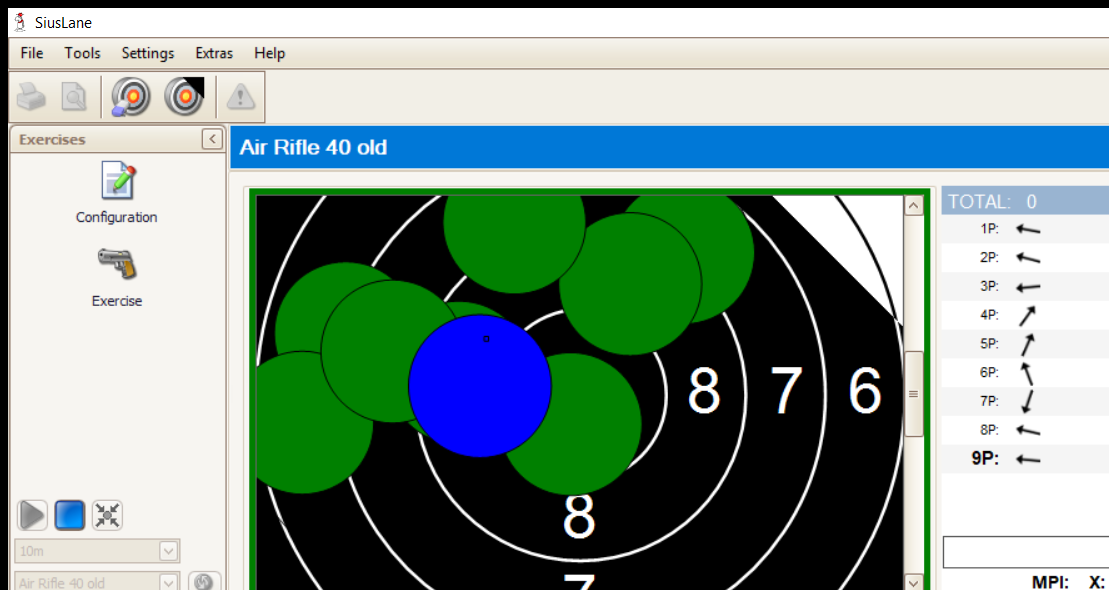 SiusLane
File Tools Settings Extras Help
Exercises
Air Rifle 40 old
Configuration
Exercise
10m
Air Rifle 40 old
8 7 6
8
7
TOTAL: 0
1P:
2P:
3P:
4P:
5P:
6P:
7P:
8P:
9P:
MPI: X: